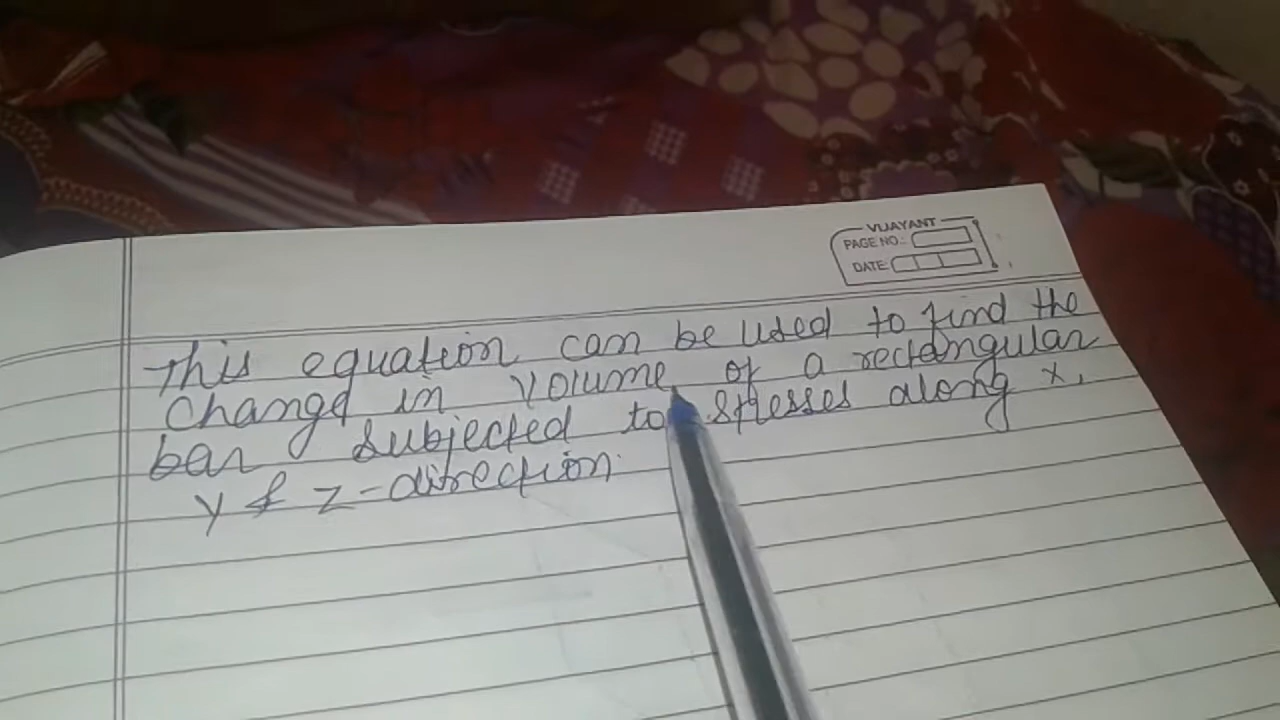 VIJAYANT
PAGE NO.:
DATE:
This equation can be used to find the
Change in Volume of a rectangular
bar subjected to stresses along x,
y & z-direction.